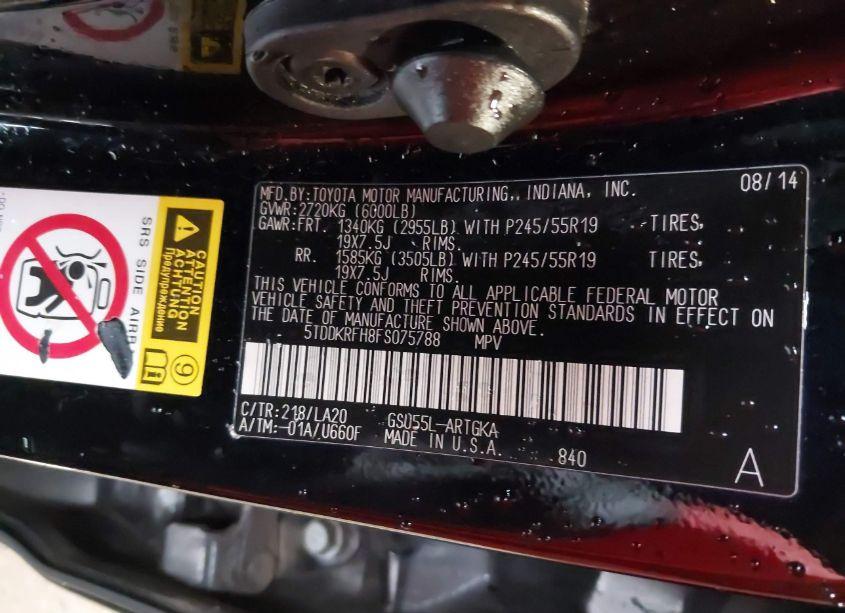 SRS SIDE AIRBA
CAUTION
ATTENTION
ACHTUNG
Предупреждение
MFD.BY:TOYOTA MOTOR MANUFACTURING,, INDIANA, INC. 08/14
GVWR:2720KG (6000LB)
GAWR:FRT. 1340KG (2955LB) WITH P245/55R19 TIRES,
19X7.5J RIMS.
RR. 1585KG (3505LB) WITH P245/55R19 TIRES,
19X7.5J RIMS.
THIS VEHICLE CONFORMS TO ALL APPLICABLE FEDERAL MOTOR
VEHICLE SAFETY AND THEFT PREVENTION STANDARDS IN EFFECT ON
THE DATE OF MANUFACTURE SHOWN ABOVE.
5TDDKRFH8FS075788 MPV
C/TR:218/LA20 GSU55L-ARTGKA
A/TM:-01A/U660F MADE IN U.S.A. 840
A